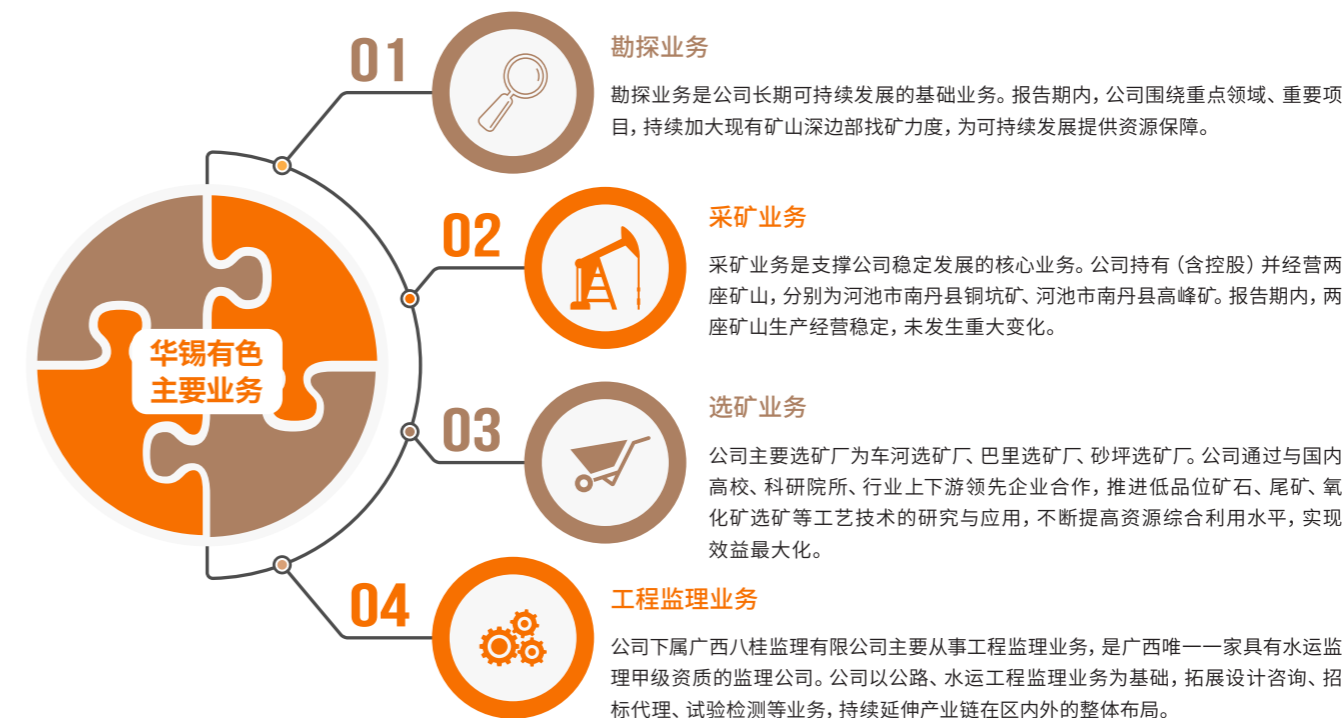 01
勘探业务
勘探业务是公司长期可持续发展的基础业务。报告期内，公司围绕重点领域、重要项
目，持续加大现有矿山深边部找矿力度，为可持续发展提供资源保障。
02
采矿业务
采矿业务是支撑公司稳定发展的核心业务。公司持有（含控股）并经营两
座矿山，分别为河池市南丹县铜坑矿、河池市南丹县高峰矿。报告期内，两
座矿山生产经营稳定，未发生重大变化。
华锡有色
主要业务
03
选矿业务
公司主要选矿厂为车河选矿厂、巴里选矿厂、砂坪选矿厂。公司通过与国内
高校、科研院所、行业上下游领先企业合作，推进低品位矿石、尾矿、氧
化矿选矿等工艺技术的研究与应用，不断提高资源综合利用水平，实现
效益最大化。
04
工程监理业务
公司下属广西八桂监理有限公司主要从事工程监理业务，是广西唯一一家具有水运监
理甲级资质的监理公司。公司以公路、水运工程监理业务为基础，拓展设计咨询、招
标代理、试验检测等业务，持续延伸产业链在区内外的整体布局。